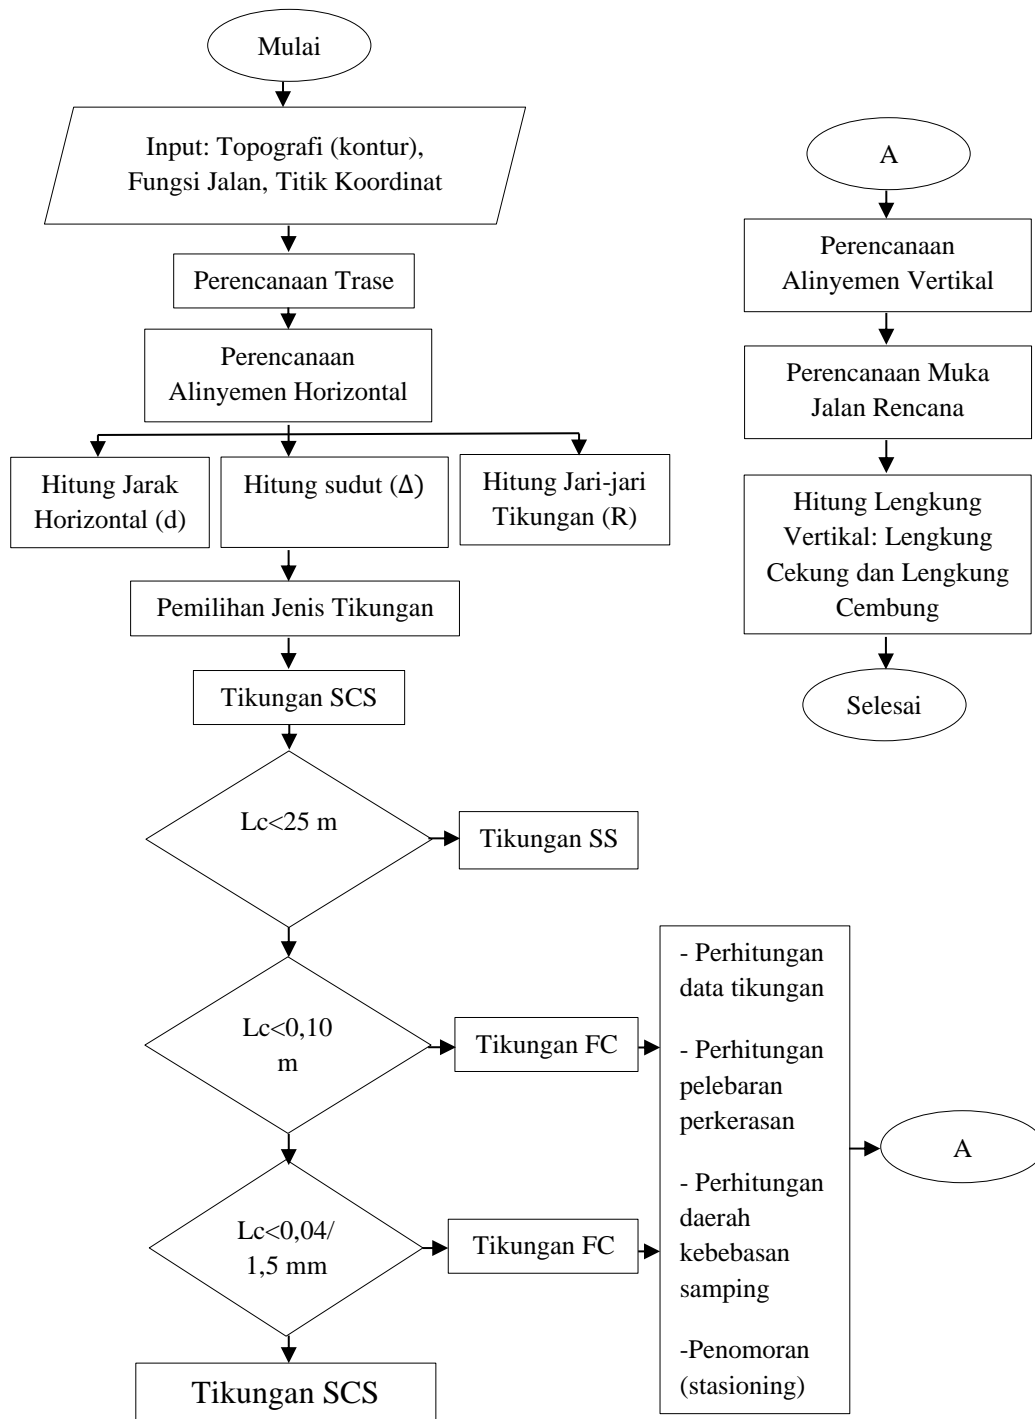 Mulai
Input: Topografi (kontur),
Fungsi Jalan, Titik Koordinat
Perencanaan Trase
Perencanaan
Alinyemen Horizontal
Hitung Jarak
Horizontal (d)
Hitung sudut (Δ)
Hitung Jari-jari
Tikungan (R)
Pemilihan Jenis Tikungan
Tikungan SCS
Lc<25 m
Tikungan SS
Lc<0,10
m
Tikungan FC
Lc<0,04/
1,5 mm
Tikungan FC
Tikungan SCS
- Perhitungan
data tikungan
- Perhitungan
pelebaran
perkerasan
- Perhitungan
daerah
kebebasan
samping
-Penomoran
(stasioning)
A
A
Perencanaan
Alinyemen Vertikal
Perencanaan Muka
Jalan Rencana
Hitung Lengkung
Vertikal: Lengkung
Cekung dan Lengkung
Cembung
Selesai